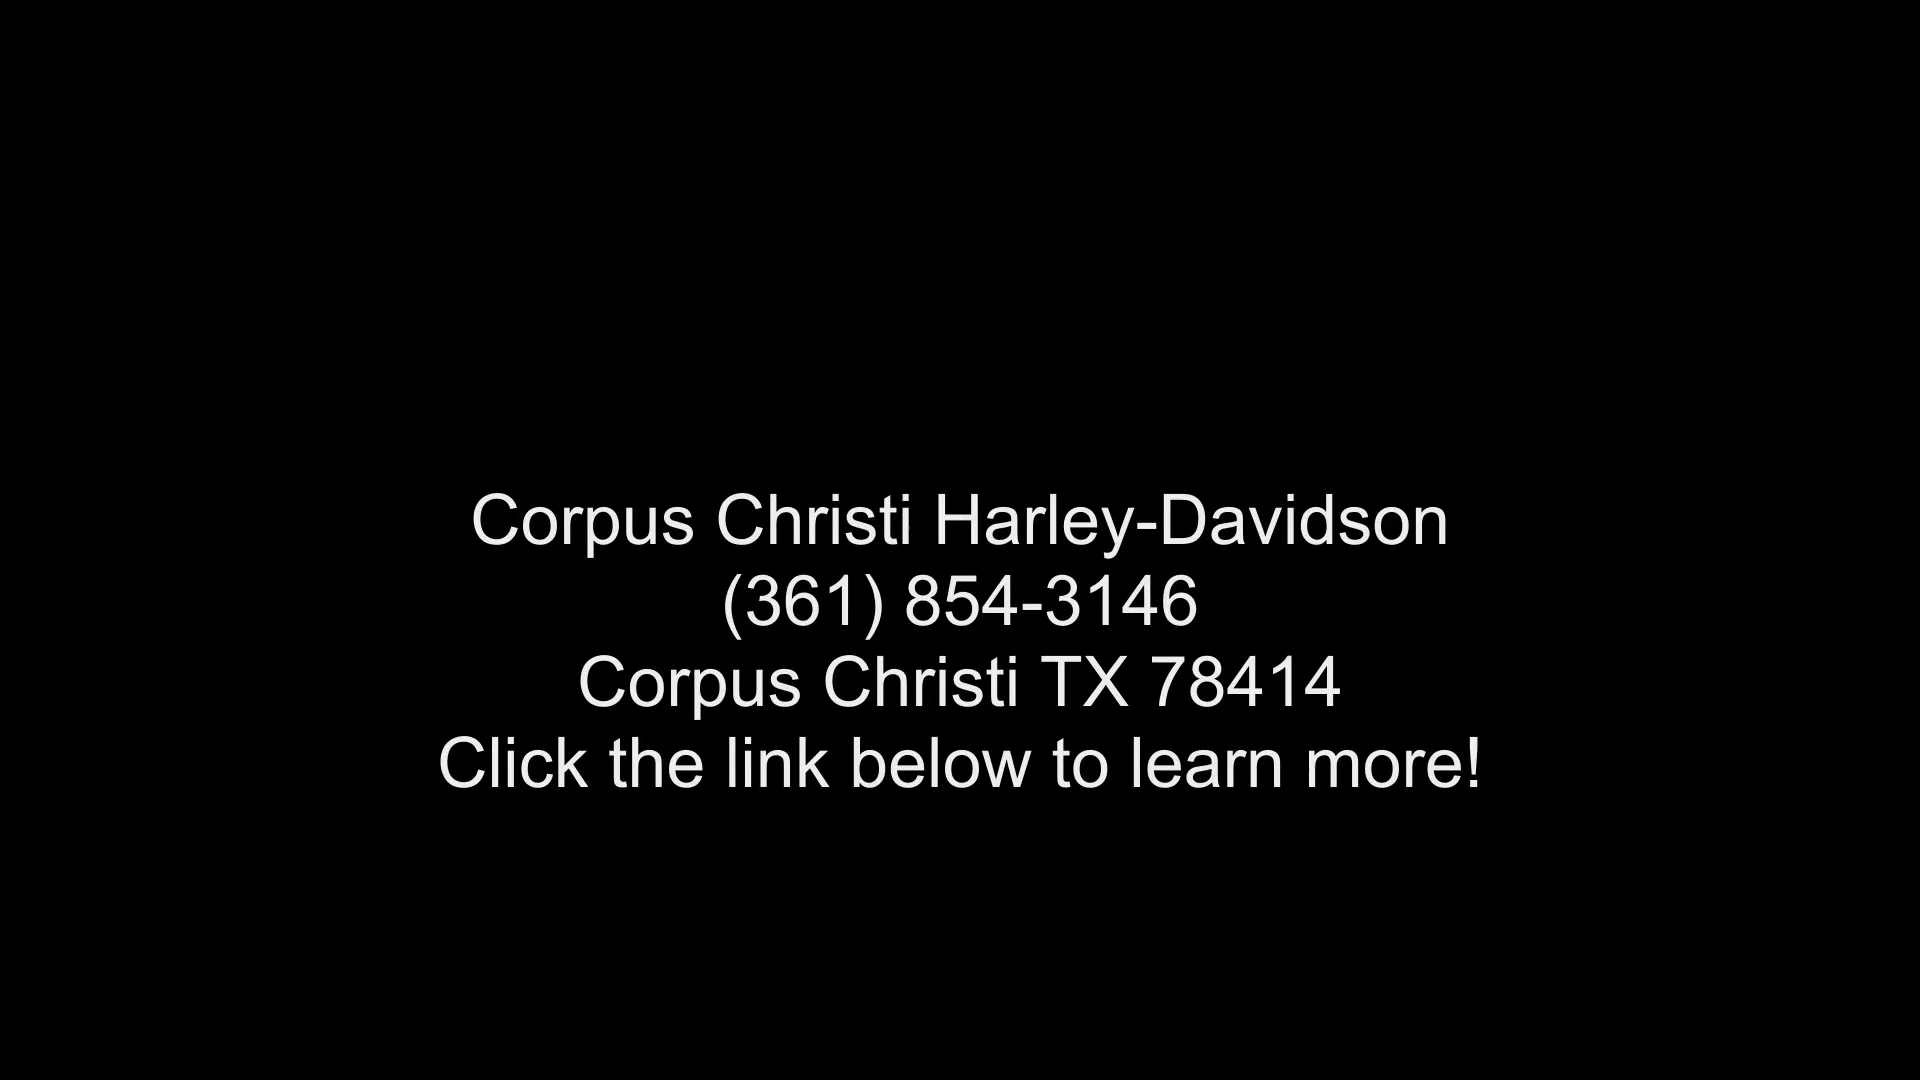 Corpus Christi Harley-Davidson
(361) 854-3146
Corpus Christi TX 78414
Click the link below to learn more!